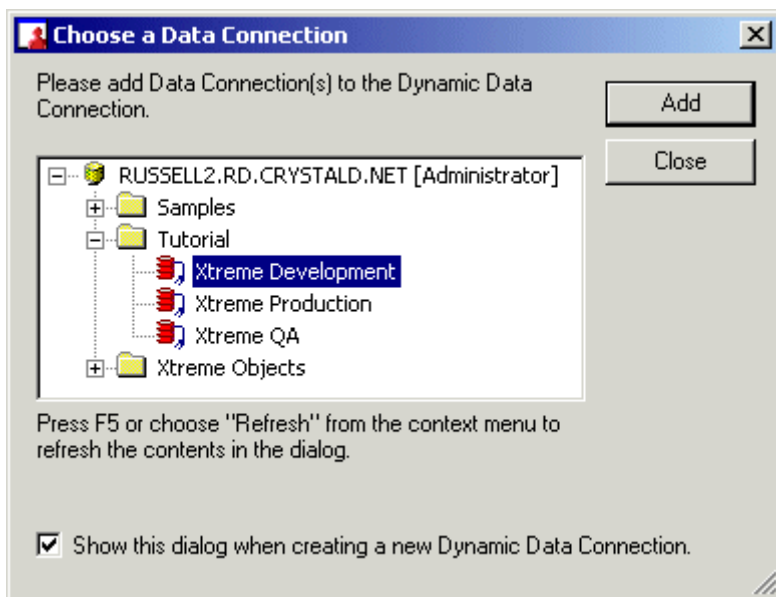 Choose a Data Connection
Please add Data Connection(s) to the Dynamic Data
Connection.
Add
Close
RUSSELL2.RD.CRYSTALD.NET [Administrator]
Samples
Tutorial
Xtreme Development
Xtreme Production
Xtreme QA
Xtreme Objects
Press F5 or choose "Refresh" from the context menu to
refresh the contents in the dialog.
Show this dialog when creating a new Dynamic Data Connection.